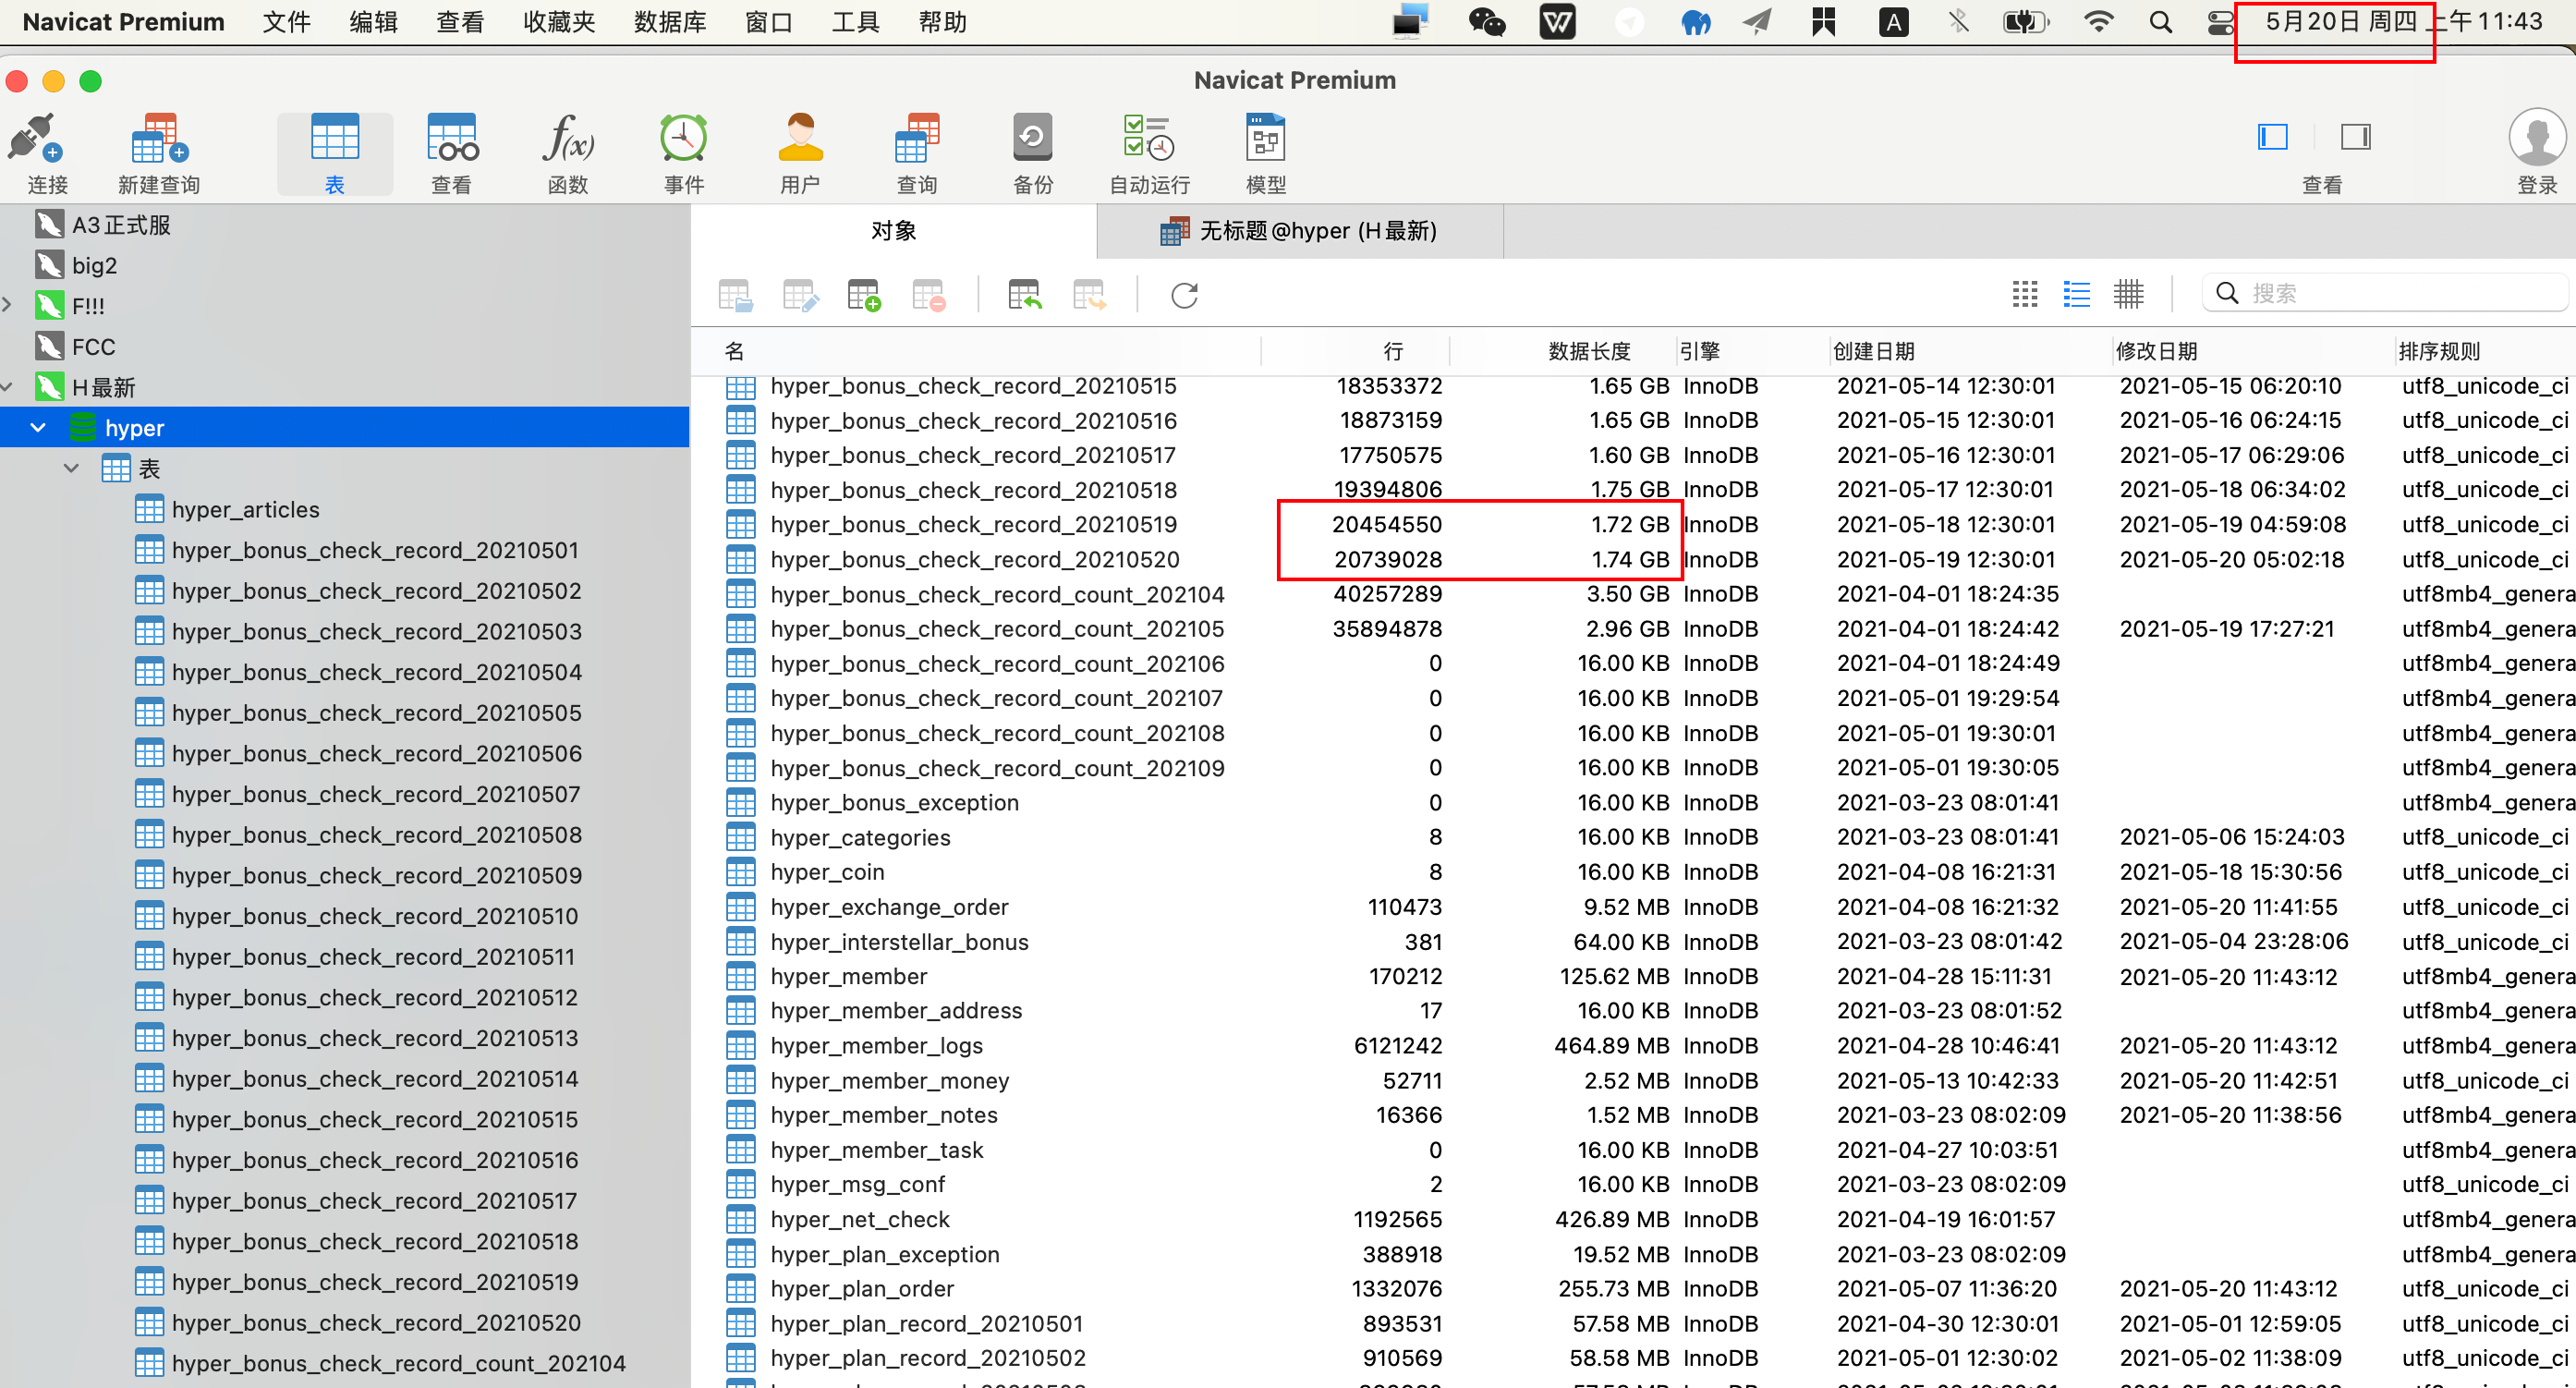 Navicat Premium 文件 编辑 查看 收藏夹 数据库 窗口 工具 帮助 W A 5月20日 周四 上午11:43
Navicat Premium
连接 新建查询 表 查看 f(x) 函数 事件 用户 查询 备份 自动运行 模型 查看 登录
A3正式服
big2
F!!!
FCC
H最新
hyper
表
hyper_articles
hyper_bonus_check_record_20210501
hyper_bonus_check_record_20210502
hyper_bonus_check_record_20210503
hyper_bonus_check_record_20210504
hyper_bonus_check_record_20210505
hyper_bonus_check_record_20210506
hyper_bonus_check_record_20210507
hyper_bonus_check_record_20210508
hyper_bonus_check_record_20210509
hyper_bonus_check_record_20210510
hyper_bonus_check_record_20210511
hyper_bonus_check_record_20210512
hyper_bonus_check_record_20210513
hyper_bonus_check_record_20210514
hyper_bonus_check_record_20210515
hyper_bonus_check_record_20210516
hyper_bonus_check_record_20210517
hyper_bonus_check_record_20210518
hyper_bonus_check_record_20210519
hyper_bonus_check_record_20210520
hyper_bonus_check_record_count_202104
对象 无标题@hyper (H最新)
搜索
名 行 数据长度 引擎 创建日期 修改日期 排序规则
hyper_bonus_check_record_20210515 18353372 1.65 GB InnoDB 2021-05-14 12:30:01 2021-05-15 06:20:10 utf8_unicode_ci
hyper_bonus_check_record_20210516 18873159 1.65 GB InnoDB 2021-05-15 12:30:01 2021-05-16 06:24:15 utf8_unicode_ci
hyper_bonus_check_record_20210517 17750575 1.60 GB InnoDB 2021-05-16 12:30:01 2021-05-17 06:29:06 utf8_unicode_ci
hyper_bonus_check_record_20210518 19394806 1.75 GB InnoDB 2021-05-17 12:30:01 2021-05-18 06:34:02 utf8_unicode_ci
hyper_bonus_check_record_20210519 20454550 1.72 GB InnoDB 2021-05-18 12:30:01 2021-05-19 04:59:08 utf8_unicode_ci
hyper_bonus_check_record_20210520 20739028 1.74 GB InnoDB 2021-05-19 12:30:01 2021-05-20 05:02:18 utf8_unicode_ci
hyper_bonus_check_record_count_202104 40257289 3.50 GB InnoDB 2021-04-01 18:24:35 utf8mb4_genera
hyper_bonus_check_record_count_202105 35894878 2.96 GB InnoDB 2021-04-01 18:24:42 2021-05-19 17:27:21 utf8mb4_genera
hyper_bonus_check_record_count_202106 0 16.00 KB InnoDB 2021-04-01 18:24:49 utf8mb4_genera
hyper_bonus_check_record_count_202107 0 16.00 KB InnoDB 2021-05-01 19:29:54 utf8mb4_genera
hyper_bonus_check_record_count_202108 0 16.00 KB InnoDB 2021-05-01 19:30:01 utf8mb4_genera
hyper_bonus_check_record_count_202109 0 16.00 KB InnoDB 2021-05-01 19:30:05 utf8mb4_genera
hyper_bonus_exception 0 16.00 KB InnoDB 2021-03-23 08:01:41 utf8mb4_genera
hyper_categories 8 16.00 KB InnoDB 2021-03-23 08:01:41 2021-05-06 15:24:03 utf8_unicode_ci
hyper_coin 8 16.00 KB InnoDB 2021-04-08 16:21:31 2021-05-18 15:30:56 utf8_unicode_ci
hyper_exchange_order 110473 9.52 MB InnoDB 2021-04-08 16:21:32 2021-05-20 11:41:55 utf8_unicode_ci
hyper_interstellar_bonus 381 64.00 KB InnoDB 2021-03-23 08:01:42 2021-05-04 23:28:06 utf8_unicode_ci
hyper_member 170212 125.62 MB InnoDB 2021-04-28 15:11:31 2021-05-20 11:43:12 utf8mb4_genera
hyper_member_address 17 16.00 KB InnoDB 2021-03-23 08:01:52 utf8mb4_genera
hyper_member_logs 6121242 464.89 MB InnoDB 2021-04-28 10:46:41 2021-05-20 11:43:12 utf8mb4_genera
hyper_member_money 52711 2.52 MB InnoDB 2021-05-13 10:42:33 2021-05-20 11:42:51 utf8_unicode_ci
hyper_member_notes 16366 1.52 MB InnoDB 2021-03-23 08:02:09 2021-05-20 11:38:56 utf8mb4_genera
hyper_member_task 0 16.00 KB InnoDB 2021-04-27 10:03:51 utf8mb4_genera
hyper_msg_conf 2 16.00 KB InnoDB 2021-03-23 08:02:09 utf8_unicode_ci
hyper_net_check 1192565 426.89 MB InnoDB 2021-04-19 16:01:57 utf8mb4_genera
hyper_plan_exception 388918 19.52 MB InnoDB 2021-03-23 08:02:09 utf8mb4_genera
hyper_plan_order 1332076 255.73 MB InnoDB 2021-05-07 11:36:20 2021-05-20 11:43:12 utf8_unicode_ci
hyper_plan_record_20210501 893531 57.58 MB InnoDB 2021-04-30 12:30:01 2021-05-01 12:59:05 utf8_unicode_ci
hyper_plan_record_20210502 910569 58.58 MB InnoDB 2021-05-01 12:30:02 2021-05-02 11:38:09 utf8_unicode_ci